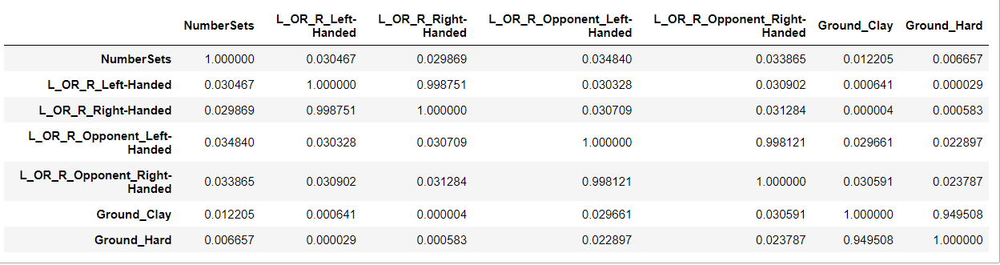 NumberSets L_OR_R_Left-Handed L_OR_R_Right-Handed L_OR_R_Opponent_Left-Handed L_OR_R_Opponent_Right-Handed Ground_Clay Ground_Hard
NumberSets 1.000000 0.030467 0.029869 0.034840 0.033865 0.012205 0.006657
L_OR_R_Left-Handed 0.030467 1.000000 0.998751 0.030328 0.030902 0.000641 0.000029
L_OR_R_Right-Handed 0.029869 0.998751 1.000000 0.030709 0.031284 0.000004 0.000583
L_OR_R_Opponent_Left-Handed 0.034840 0.030328 0.030709 1.000000 0.998121 0.029661 0.022897
L_OR_R_Opponent_Right-Handed 0.033865 0.030902 0.031284 0.998121 1.000000 0.030591 0.023787
Ground_Clay 0.012205 0.000641 0.000004 0.029661 0.030591 1.000000 0.949508
Ground_Hard 0.006657 0.000029 0.000583 0.022897 0.023787 0.949508 1.000000